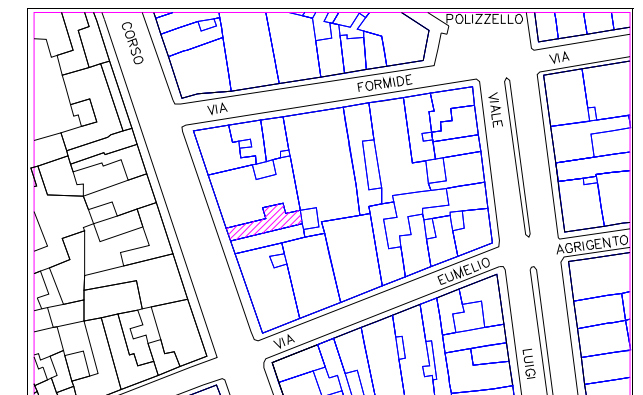 POLIZZELLO
CORSO
VIA
FORMIDE
VIA
VIALE
AGRIGENTO
EUMELIO
VIA
LUIGI